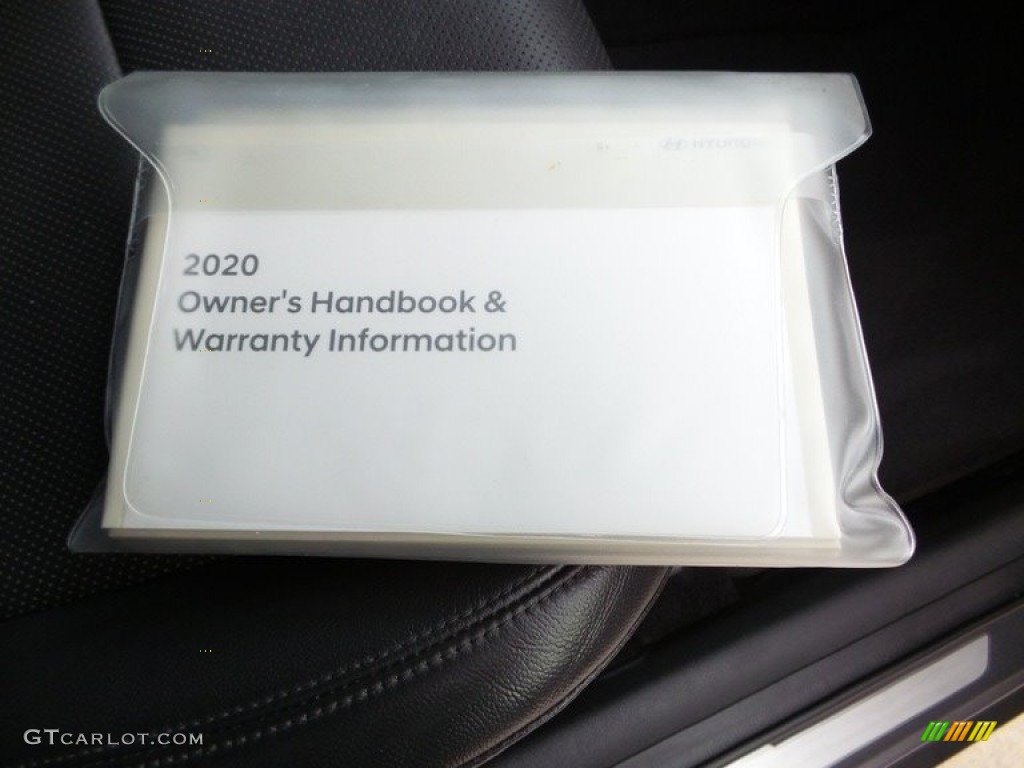 2020
Owner's Handbook &
Warranty Information
GTCARLOT.COM